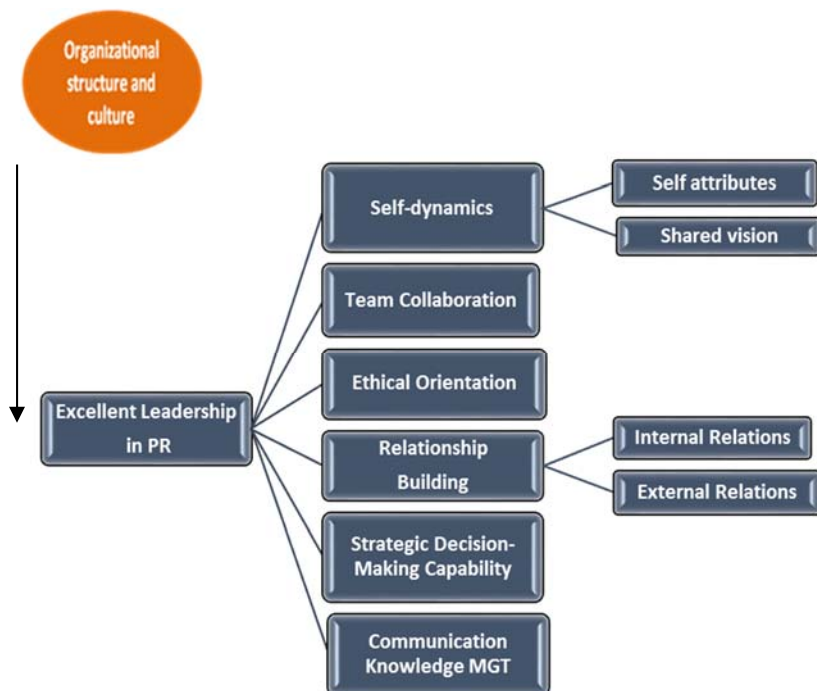 Organizational
structure and
culture
Self-dynamics
Self attributes
Shared vision
Team Collaboration
Ethical Orientation
Excellent Leadership
in PR
Relationship
Building
Internal Relations
External Relations
Strategic Decision-
Making Capability
Communication
Knowledge MGT